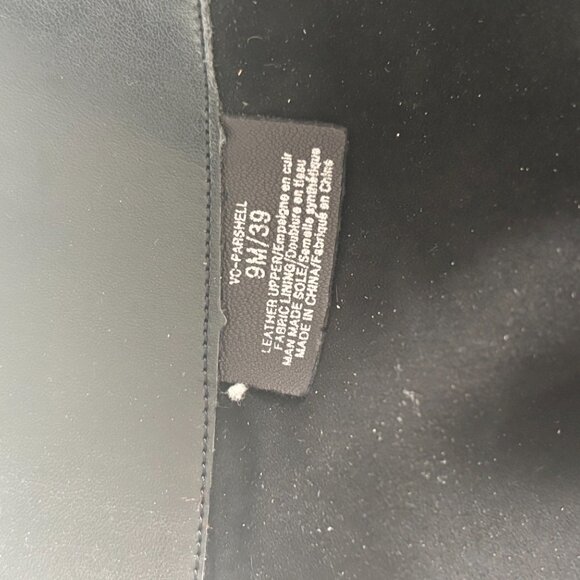 VC-PARSHELL
9M/39
LEATHER UPPER/Empeigne en cuir
FABRIC LINING/Doublure en tissu
MAN MADE SOLE/Semelle synthétique
MADE IN CHINA/Fabriqué en Chine